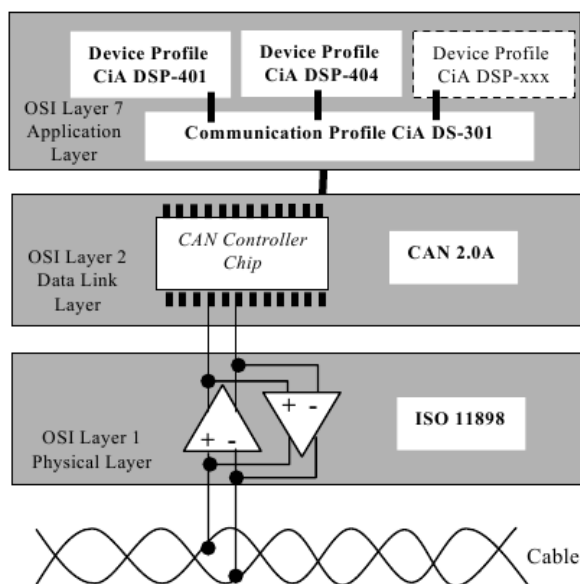 Device Profile
CiA DSP-401
Device Profile
CiA DSP-404
Device Profile
CiA DSP-xxx
OSI Layer 7
Application
Layer
Communication Profile CiA DS-301
OSI Layer 2
Data Link
Layer
CAN Controller
Chip
CAN 2.0A
OSI Layer 1
Physical Layer
+ -
+ -
ISO 11898
Cable